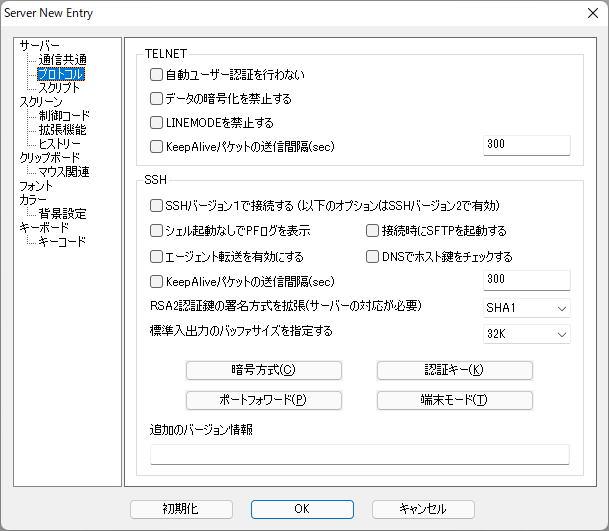 Server New Entry
サーバー
通信共通
プロトコル
スクリプト
スクリーン
制御コード
拡張機能
ヒストリー
クリップボード
マウス関連
フォント
カラー
背景設定
キーボード
キーコード
TELNET
自動ユーザー認証を行わない
データの暗号化を禁止する
LINEMODEを禁止する
KeepAliveパケットの送信間隔(sec) 300
SSH
SSHバージョン1で接続する (以下のオプションはSSHバージョン2で有効)
シェル起動なしでPFログを表示 接続時にSFTPを起動する
エージェント転送を有効にする DNSでホスト鍵をチェックする
KeepAliveパケットの送信間隔(sec) 300
RSA2認証鍵の署名方式を拡張(サーバーの対応が必要) SHA1
標準入出力のバッファサイズを指定する 32K
暗号方式(C) 認証キー(K)
ポートフォワード(P) 端末モード(T)
追加のバージョン情報
初期化 OK キャンセル